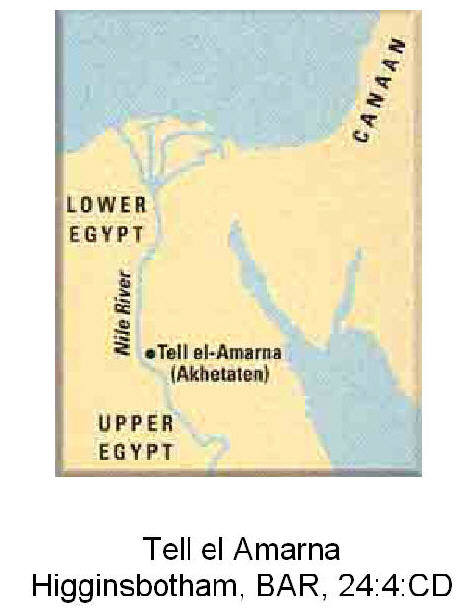 CANAAN
LOWER
EGYPT
Nile River
Tell el-Amarna
(Akhetaten)
UPPER
EGYPT
Tell el Amarna
Higginsbotham, BAR, 24:4:CD